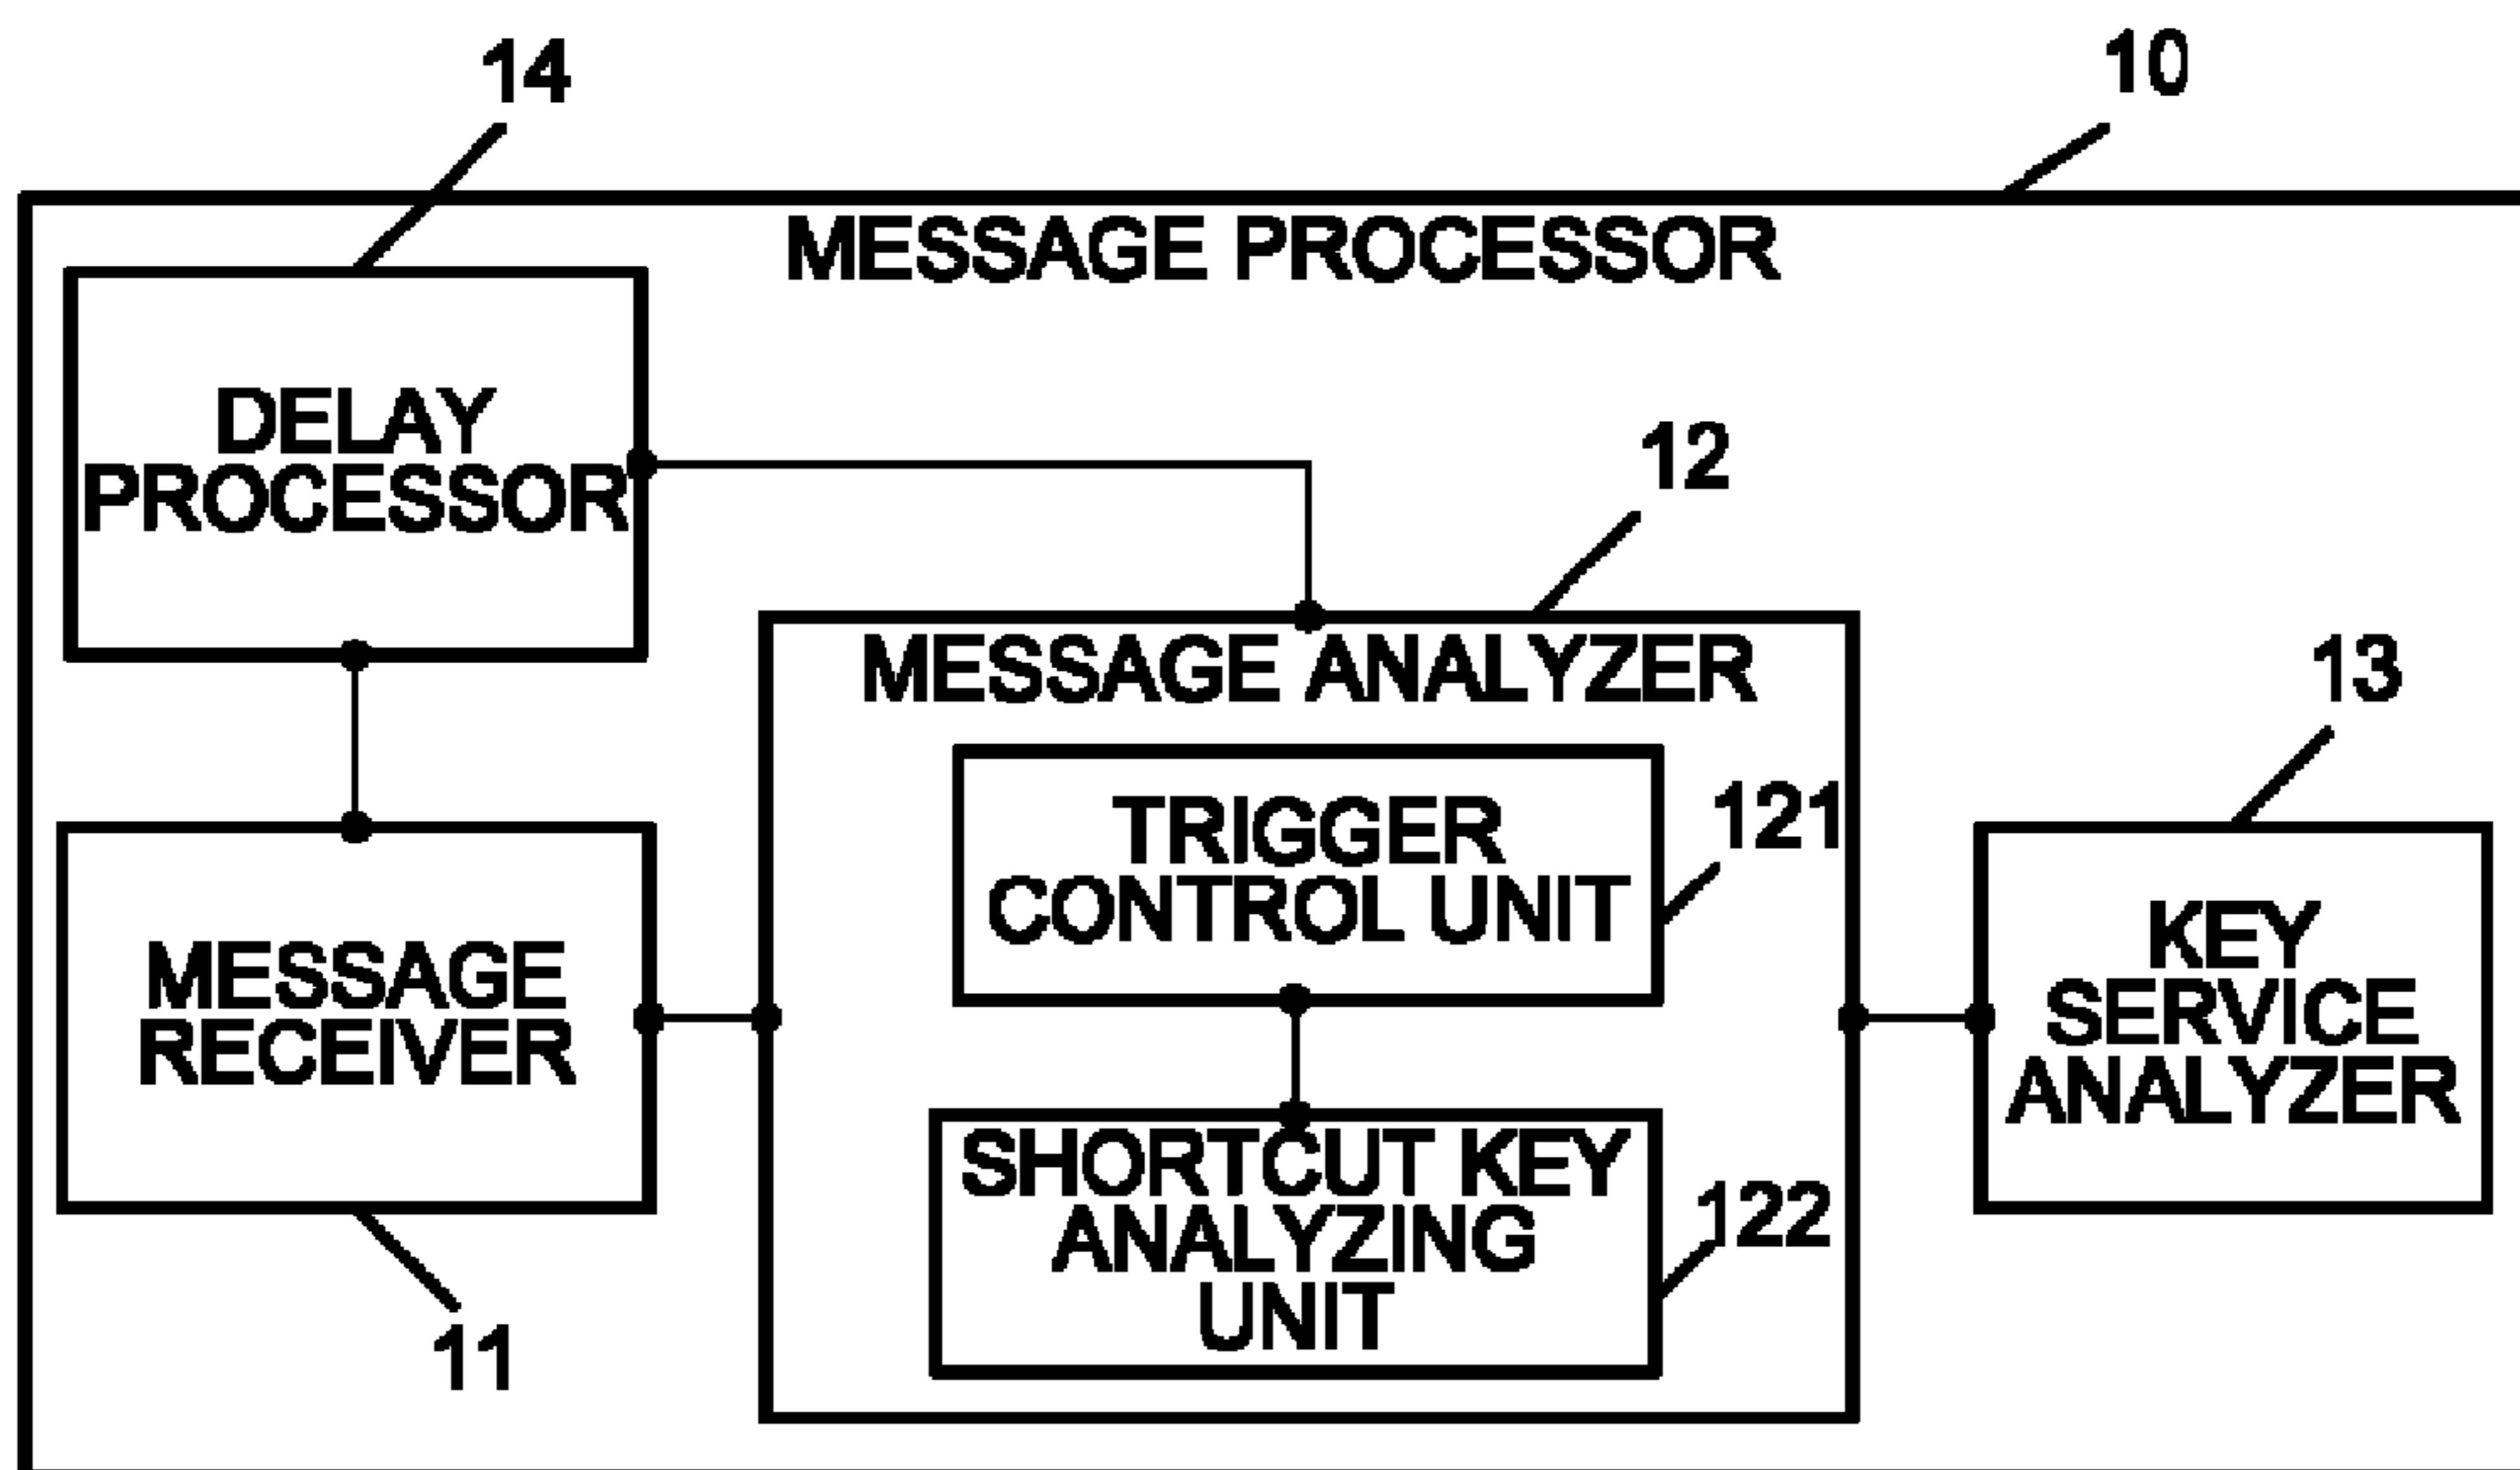 14
10
MESSAGE PROCESSOR
DELAY
PROCESSOR
12
MESSAGE ANALYZER
13
TRIGGER
CONTROL UNIT
121
MESSAGE
RECEIVER
KEY
SERVICE
ANALYZER
SHORTCUT KEY
ANALYZING
UNIT
122
11